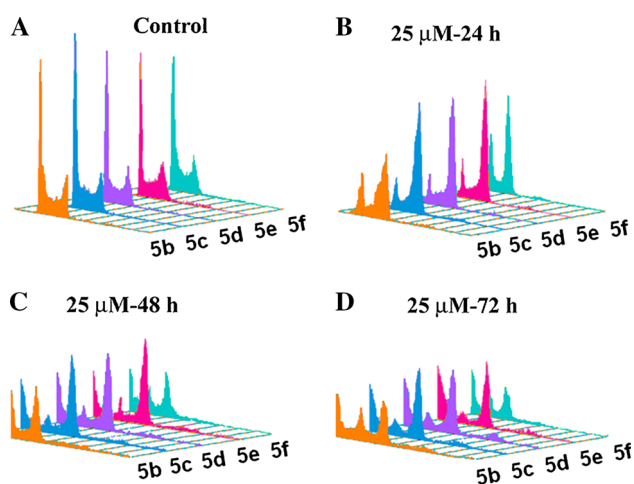 A Control
5b 5c 5d 5e 5f
B 25 μM-24 h
5b 5c 5d 5e 5f
C 25 μM-48 h
5b 5c 5d 5e 5f
D 25 μM-72 h
5b 5c 5d 5e 5f